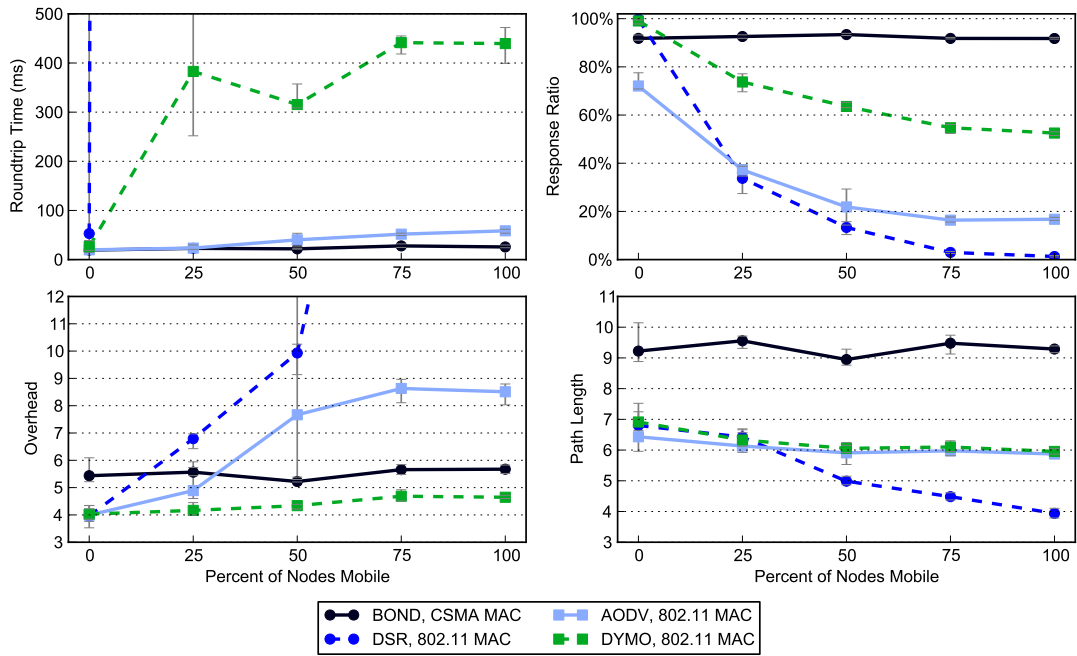 Roundtrip Time (ms)
500
400
300
200
100
0
0 25 50 75 100
Response Ratio
100%
80%
60%
40%
20%
0%
0 25 50 75 100
Overhead
12
11
10
9
8
7
6
5
4
3
0 25 50 75 100
Percent of Nodes Mobile
Path Length
11
10
9
8
7
6
5
4
3
0 25 50 75 100
Percent of Nodes Mobile
BOND, CSMA MAC
DSR, 802.11 MAC
AODV, 802.11 MAC
DYMO, 802.11 MAC